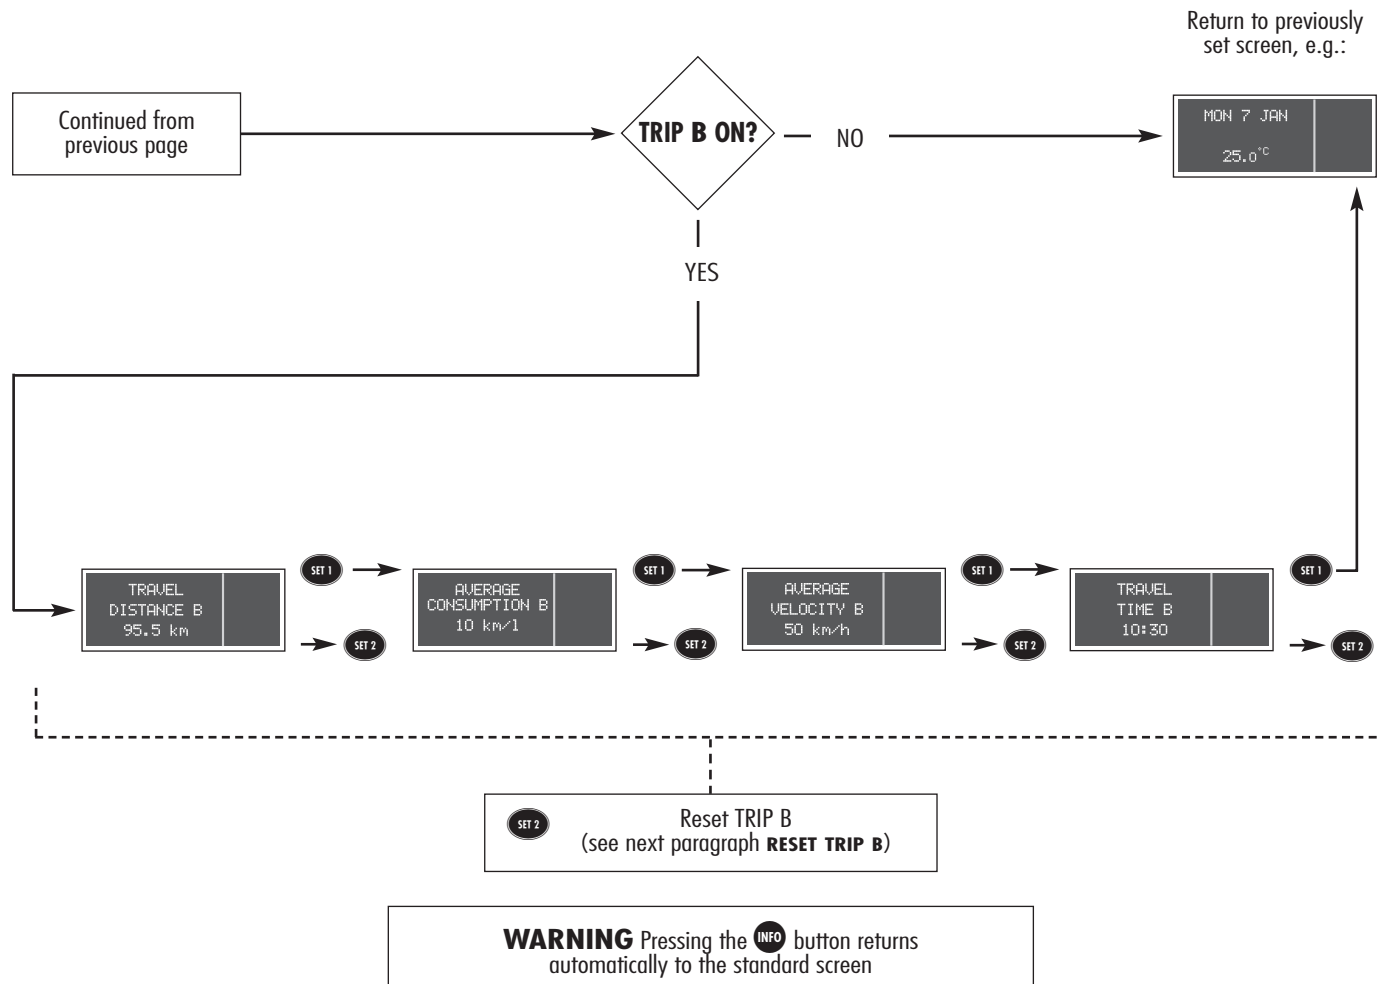 Return to previously
set screen, e.g.:
Continued from
previous page
TRIP B ON?
NO
MON 7 JAN
25.0°C
YES
TRAVEL
DISTANCE B
95.5 km
SET 1
SET 2
AVERAGE
CONSUMPTION B
10 km/l
SET 1
SET 2
AVERAGE
VELOCITY B
50 km/h
SET 1
SET 2
TRAVEL
TIME B
10:30
SET 1
SET 2
SET 2 Reset TRIP B
(see next paragraph RESET TRIP B)
WARNING Pressing the INFO button returns
automatically to the standard screen